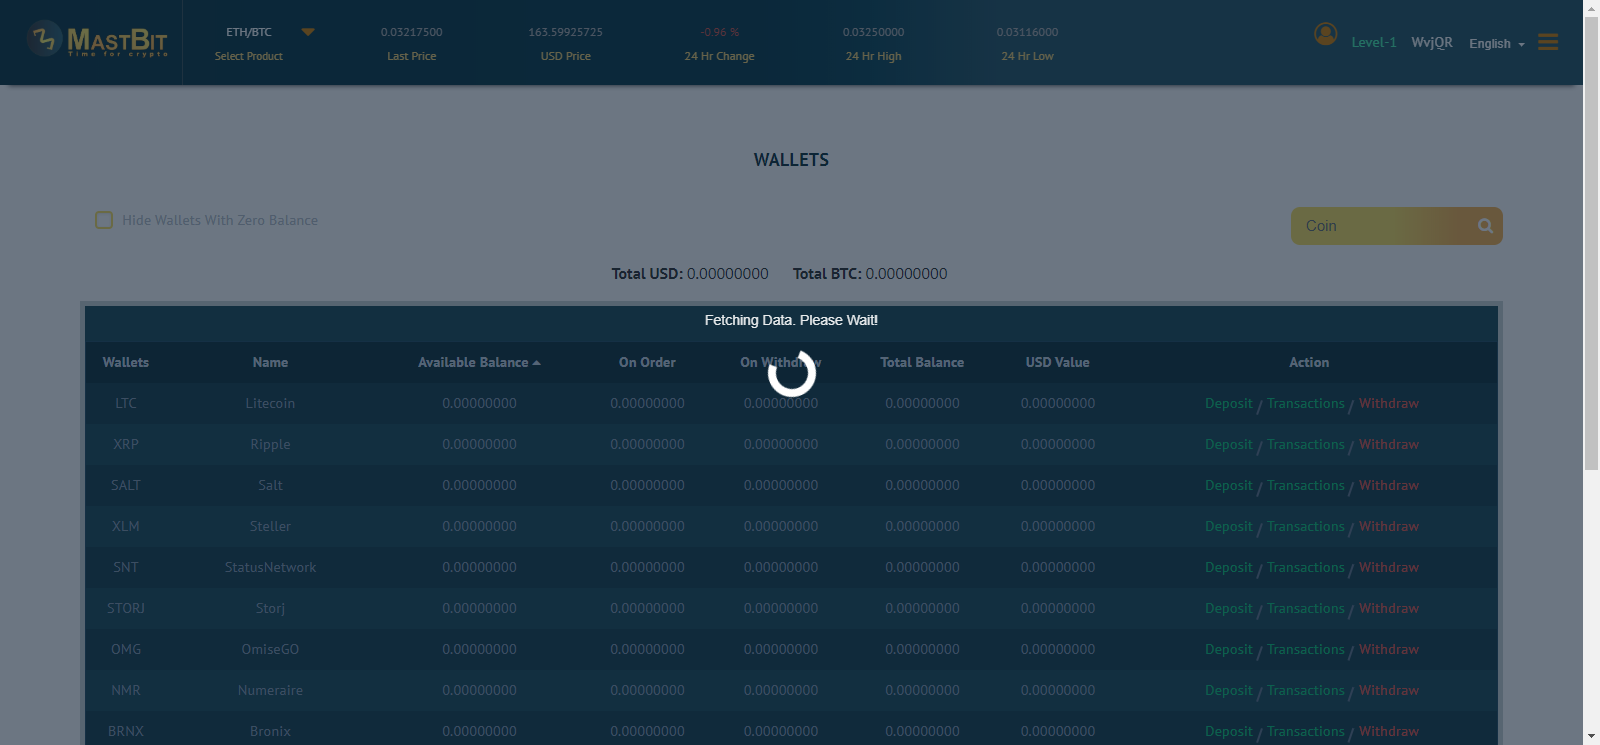 MASTBIT
Time for crypto
ETH/BTC
Select Product
0.03217500
Last Price
163.59925725
USD Price
-0.96 %
24 Hr Change
0.03250000
24 Hr High
0.03116000
24 Hr Low
Level-1 WvjQR English
WALLETS
Hide Wallets With Zero Balance
Coin
Total USD: 0.00000000 Total BTC: 0.00000000
Fetching Data. Please Wait!
Wallets Name Available Balance On Order On Withdraw Total Balance USD Value Action
LTC Litecoin 0.00000000 0.00000000 0.00000000 0.00000000 0.00000000 Deposit / Transactions / Withdraw
XRP Ripple 0.00000000 0.00000000 0.00000000 0.00000000 0.00000000 Deposit / Transactions / Withdraw
SALT Salt 0.00000000 0.00000000 0.00000000 0.00000000 0.00000000 Deposit / Transactions / Withdraw
XLM Steller 0.00000000 0.00000000 0.00000000 0.00000000 0.00000000 Deposit / Transactions / Withdraw
SNT StatusNetwork 0.00000000 0.00000000 0.00000000 0.00000000 0.00000000 Deposit / Transactions / Withdraw
STORJ Storj 0.00000000 0.00000000 0.00000000 0.00000000 0.00000000 Deposit / Transactions / Withdraw
OMG OmiseGO 0.00000000 0.00000000 0.00000000 0.00000000 0.00000000 Deposit / Transactions / Withdraw
NMR Numeraire 0.00000000 0.00000000 0.00000000 0.00000000 0.00000000 Deposit / Transactions / Withdraw
BRNX Bronix 0.00000000 0.00000000 0.00000000 0.00000000 0.00000000 Deposit / Transactions / Withdraw